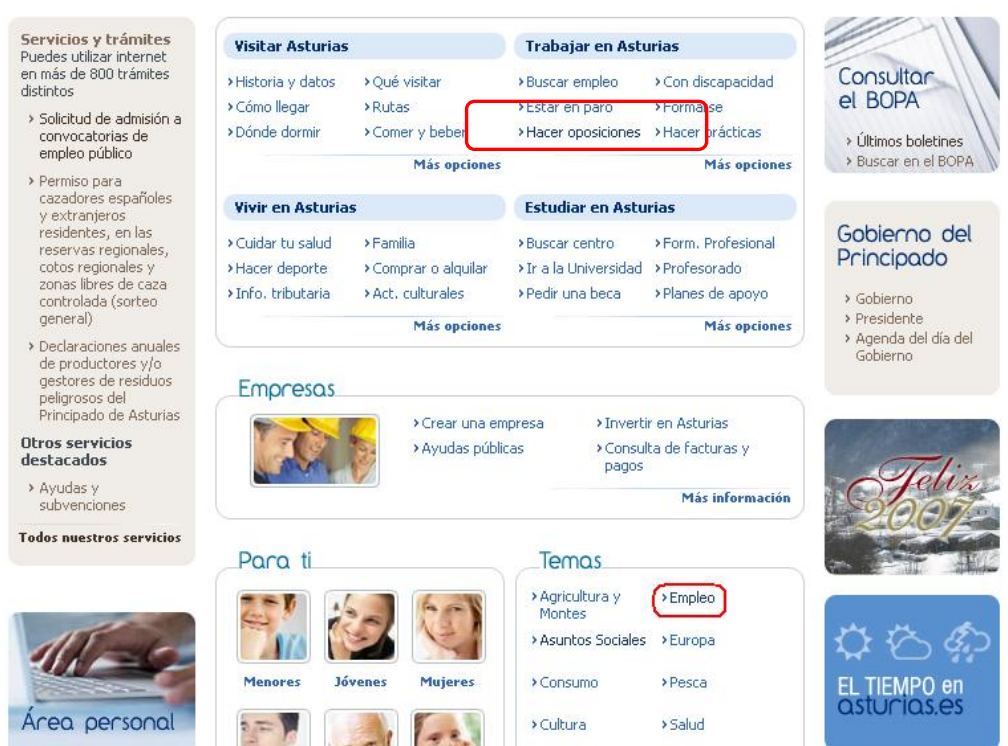 Servicios y trámites
Puedes utilizar internet
en más de 800 trámites
distintos
› Solicitud de admisión a
convocatorias de
empleo público
› Permiso para
cazadores españoles
y extranjeros
residentes, en las
reservas regionales,
cotos regionales y
zonas libres de caza
controlada (sorteo
general)
› Declaraciones anuales
de productores y/o
gestores de residuos
peligrosos del
Principado de Asturias
Otros servicios
destacados
› Ayudas y
subvenciones
Todos nuestros servicios
Área personal
Visitar Asturias
› Historia y datos › Qué visitar
› Cómo llegar › Rutas
› Dónde dormir › Comer y beber
Más opciones
Trabajar en Asturias
› Buscar empleo › Con discapacidad
› Estar en paro › Formarse
› Hacer oposiciones › Hacer prácticas
Más opciones
Vivir en Asturias
› Cuidar tu salud › Familia
› Hacer deporte › Comprar o alquilar
› Info. tributaria › Act. culturales
Más opciones
Estudiar en Asturias
› Buscar centro › Form. Profesional
› Ir a la Universidad › Profesorado
› Pedir una beca › Planes de apoyo
Más opciones
Empresas
› Crear una empresa › Invertir en Asturias
› Ayudas públicas › Consulta de facturas y
pagos
Más información
Para ti
Menores Jóvenes Mujeres
Temas
› Agricultura y
Montes
› Empleo
› Asuntos Sociales › Europa
› Consumo › Pesca
› Cultura › Salud
Consultar
el BOPA
› Últimos boletines
› Buscar en el BOPA
Gobierno del
Principado
› Gobierno
› Presidente
› Agenda del día del
Gobierno
Feliz
2007
EL TIEMPO en
asturias.es